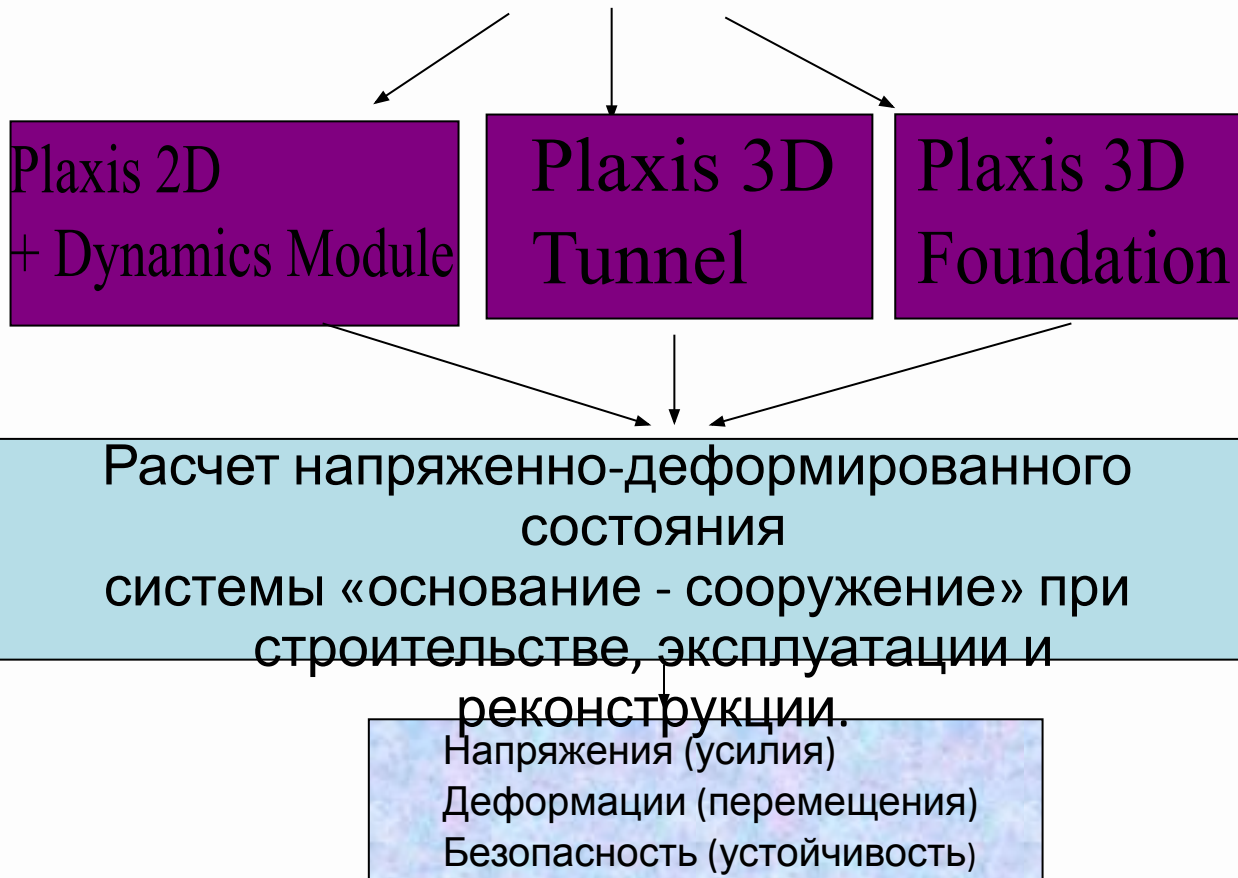 Plaxis 2D
+ Dynamics Module
Plaxis 3D
Tunnel
Plaxis 3D
Foundation
Расчет напряженно-деформированного
состояния
системы «основание - сооружение» при
строительстве, эксплуатации и
реконструкции.
Напряжения (усилия)
Деформации (перемещения)
Безопасность (устойчивость)